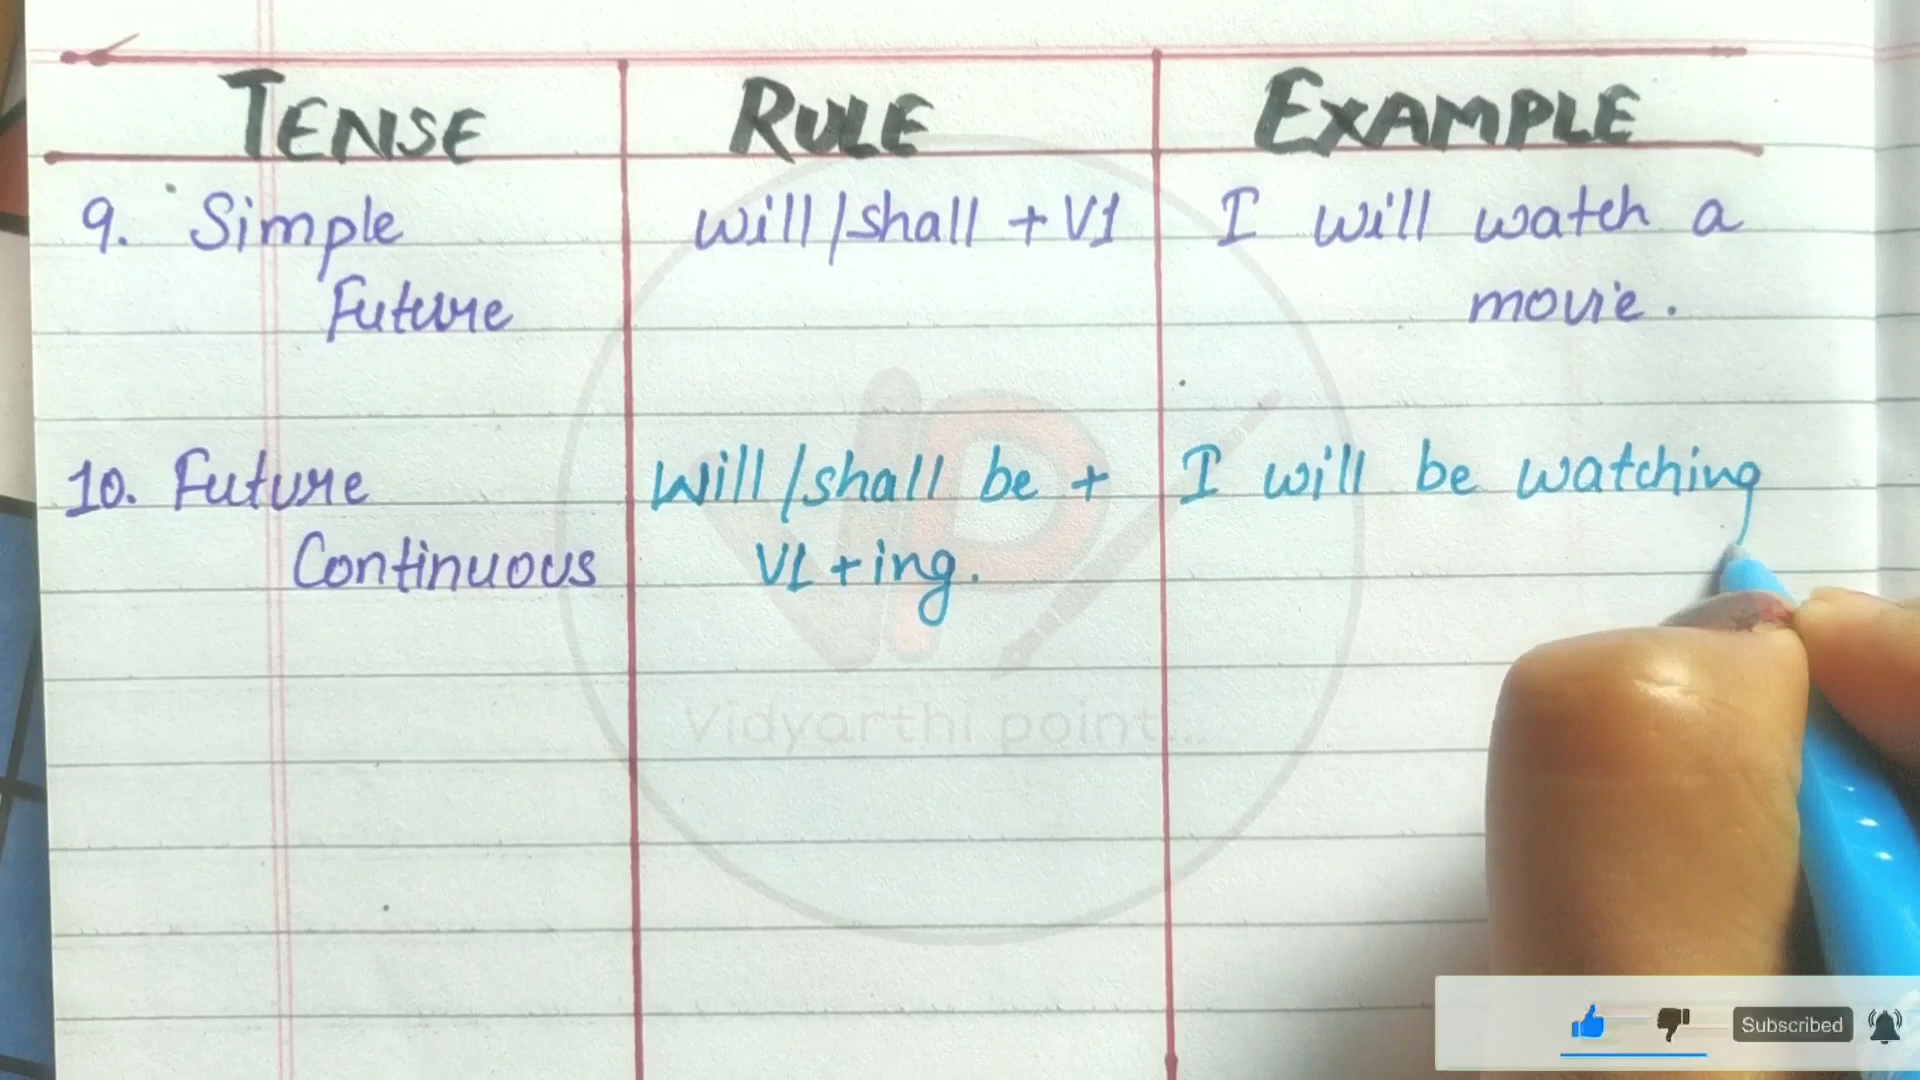 TENSE RULE EXAMPLE
9. Simple will/shall + V1 I will watch a
Future movie.
10. Future Will/shall be + I will be watching
Continuous V1 + ing.
Vidyarthi point...
Subscribed